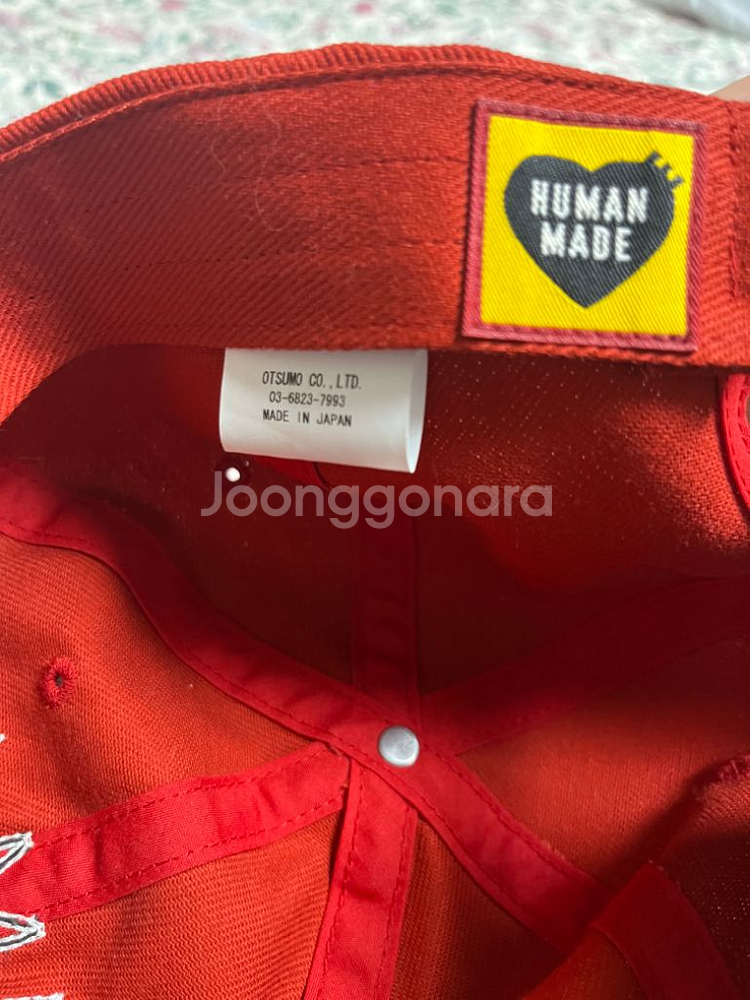 HUMAN
MADE
OTSUMO CO.,LTD.
03-6823-7993
MADE IN JAPAN
Joonggonara